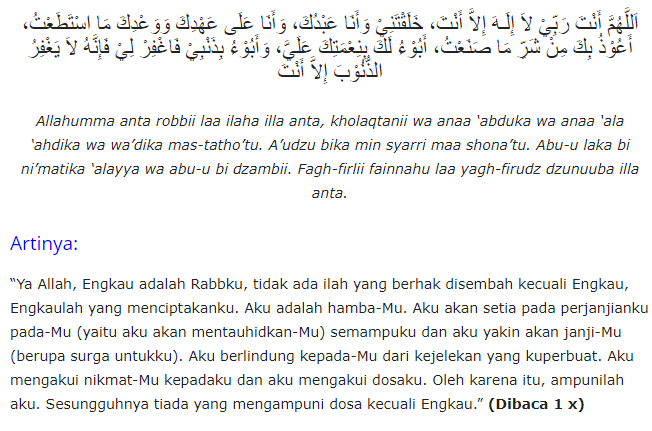 اَللَّهُمَّ أَنْتَ رَبِّيْ لاَ إِلَـهَ إِلاَّ أَنْتَ، خَلَقْتَنِيْ وَأَنَا عَبْدُكَ، وَأَنَا عَلَى عَهْدِكَ وَوَعْدِكَ مَا اسْتَطَعْتُ،
أَعُوْذُ بِكَ مِنْ شَرِّ مَا صَنَعْتُ، أَبُوْءُ لَكَ بِنِعْمَتِكَ عَلَيَّ، وَأَبُوْءُ بِذَنْبِيْ فَاغْفِرْ لِيْ فَإِنَّهُ لاَ يَغْفِرُ
الذُّنُوْبَ إِلاَّ أَنْتَ
Allahumma anta robbii laa ilaha illa anta, kholaqtanii wa anaa ‘abduka wa anaa ‘ala
‘ahdika wa wa’dika mas-tatho’tu. A’udzu bika min syarri maa shona’tu. Abu-u laka bi
ni’matika ‘alayya wa abu-u bi dzambii. Fagh-firlii fainnahu laa yagh-firudz dzunuuba illa
anta.
Artinya:
“Ya Allah, Engkau adalah Rabbku, tidak ada ilah yang berhak disembah kecuali Engkau,
Engkaulah yang menciptakanku. Aku adalah hamba-Mu. Aku akan setia pada perjanjianku
pada-Mu (yaitu aku akan mentauhidkan-Mu) semampuku dan aku yakin akan janji-Mu
(berupa surga untukku). Aku berlindung kepada-Mu dari kejelekan yang kuperbuat. Aku
mengakui nikmat-Mu kepadaku dan aku mengakui dosaku. Oleh karena itu, ampunilah
aku. Sesungguhnya tiada yang mengampuni dosa kecuali Engkau.” (Dibaca 1 x)